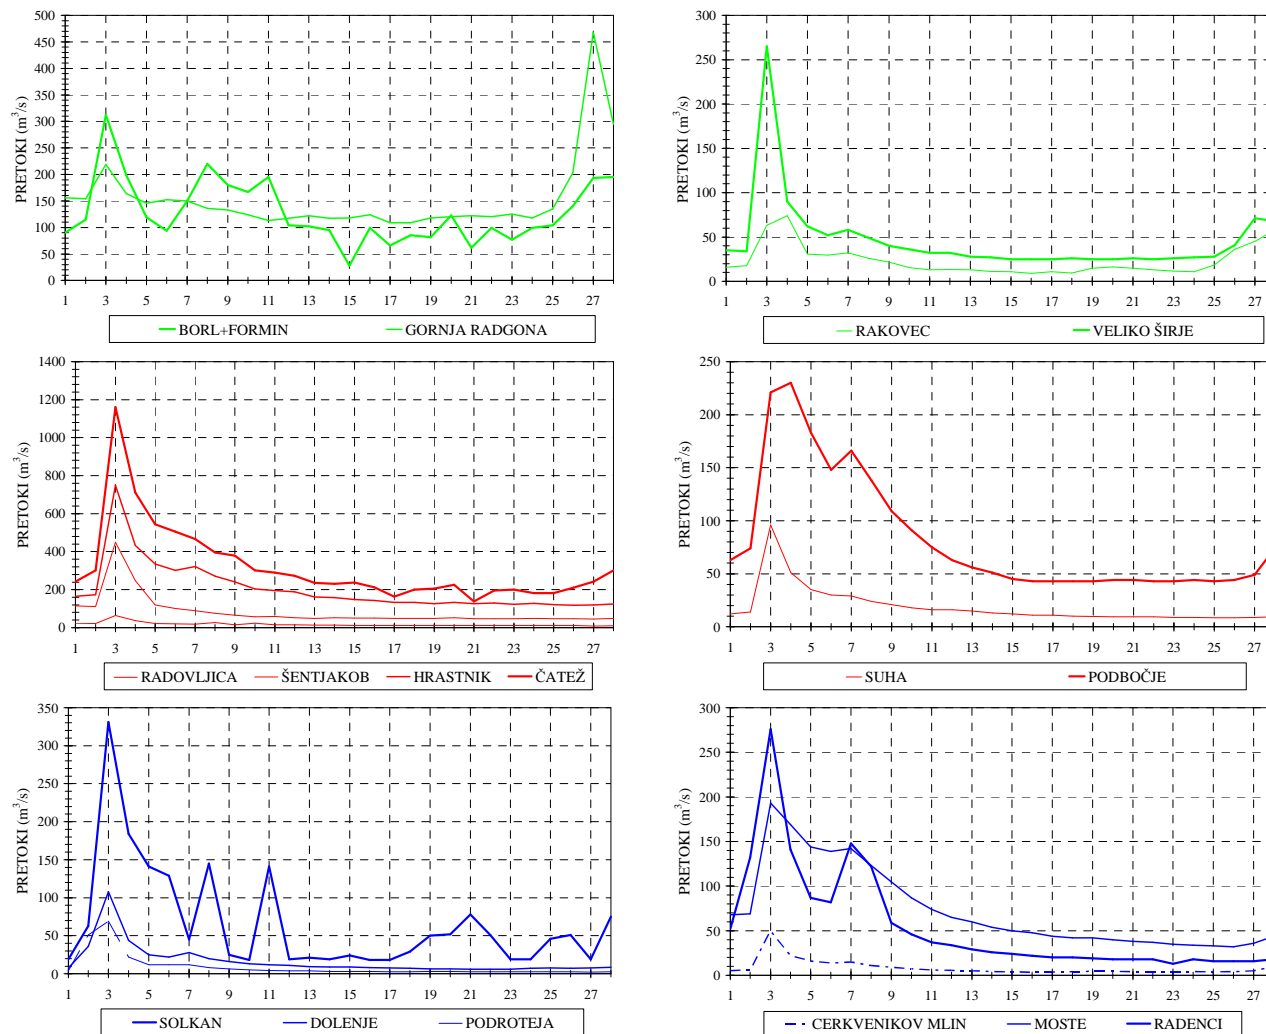 PRETOKI (m³/s)
500
450
400
350
300
250
200
150
100
50
0
1 3 5 7 9 11 13 15 17 19 21 23 25 27
BORL+FORMIN GORNJA RADGONA
PRETOKI (m³/s)
300
250
200
150
100
50
0
1 3 5 7 9 11 13 15 17 19 21 23 25 27
RAKOVEC VELIKO ŠIRJE
PRETOKI (m³/s)
1400
1200
1000
800
600
400
200
0
1 3 5 7 9 11 13 15 17 19 21 23 25 27
RADOVLJICA ŠENTJAKOB HRASTNIK ČATEŽ
PRETOKI (m³/s)
250
200
150
100
50
0
1 3 5 7 9 11 13 15 17 19 21 23 25 27
SUHA PODBOČJE
PRETOKI (m³/s)
350
300
250
200
150
100
50
0
1 3 5 7 9 11 13 15 17 19 21 23 25 27
SOLKAN DOLENJE PODROTEJA
PRETOKI (m³/s)
300
250
200
150
100
50
0
1 3 5 7 9 11 13 15 17 19 21 23 25 27
CERKVENIKOV MLIN MOSTE RADENCI